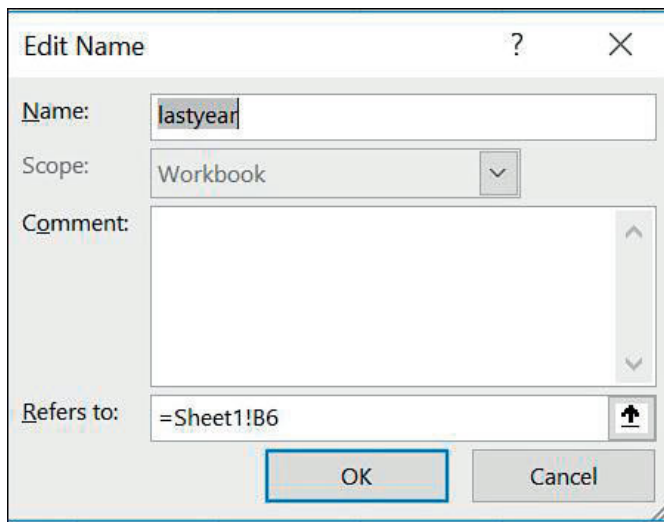 Edit Name ? X
Name: lastyear
Scope: Workbook
Comment:
Refers to: =Sheet1!B6
OK Cancel